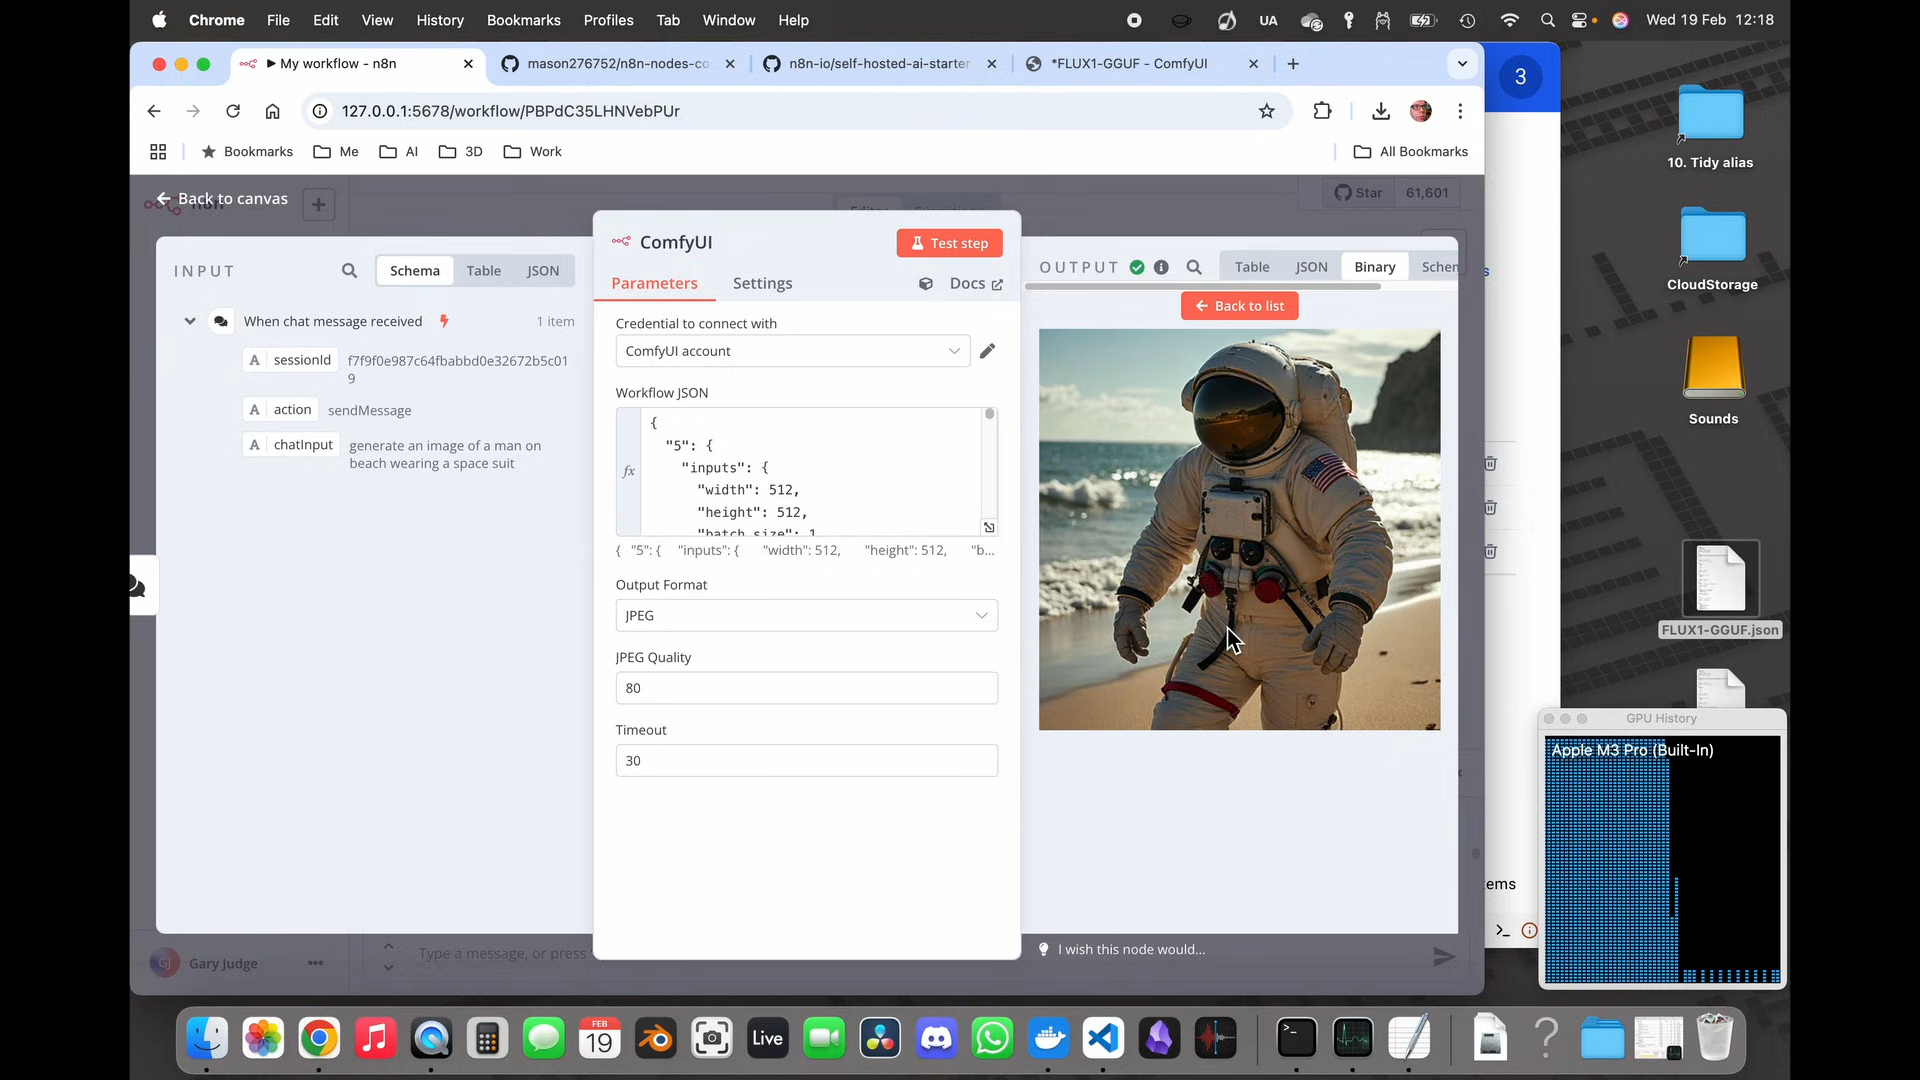 Chrome File Edit View History Bookmarks Profiles Tab Window Help UA Wed 19 Feb 12:18
▶ My workflow - n8n
mason276752/n8n-nodes-co
n8n-io/self-hosted-ai-starter
*FLUX1-GGUF - ComfyUI
3
127.0.0.1:5678/workflow/PBPdC35LHNVebPUr
Bookmarks Me AI 3D Work All Bookmarks
10. Tidy alias
Back to canvas
Star 61,601
ComfyUI
Test step
INPUT
Schema Table JSON
OUTPUT
Table JSON Binary Schem
Parameters Settings Docs
Back to list
CloudStorage
When chat message received 1 item
Credential to connect with
ComfyUI account
A sessionId f7f9f0e987c64fbabbd0e32672b5c01
9
A action sendMessage
A chatInput generate an image of a man on
beach wearing a space suit
Workflow JSON
fx
{
"5": {
"inputs": {
"width": 512,
"height": 512,
"batch_size": 1
{ "5": { "inputs": { "width": 512, "height": 512, "b...
Sounds
Output Format
JPEG
JPEG Quality
80
Timeout
30
FLUX1-GGUF.json
GPU History
Apple M3 Pro (Built-In)
ems
GJ Gary Judge
Type a message, or press
I wish this node would...
FEB
19
Live